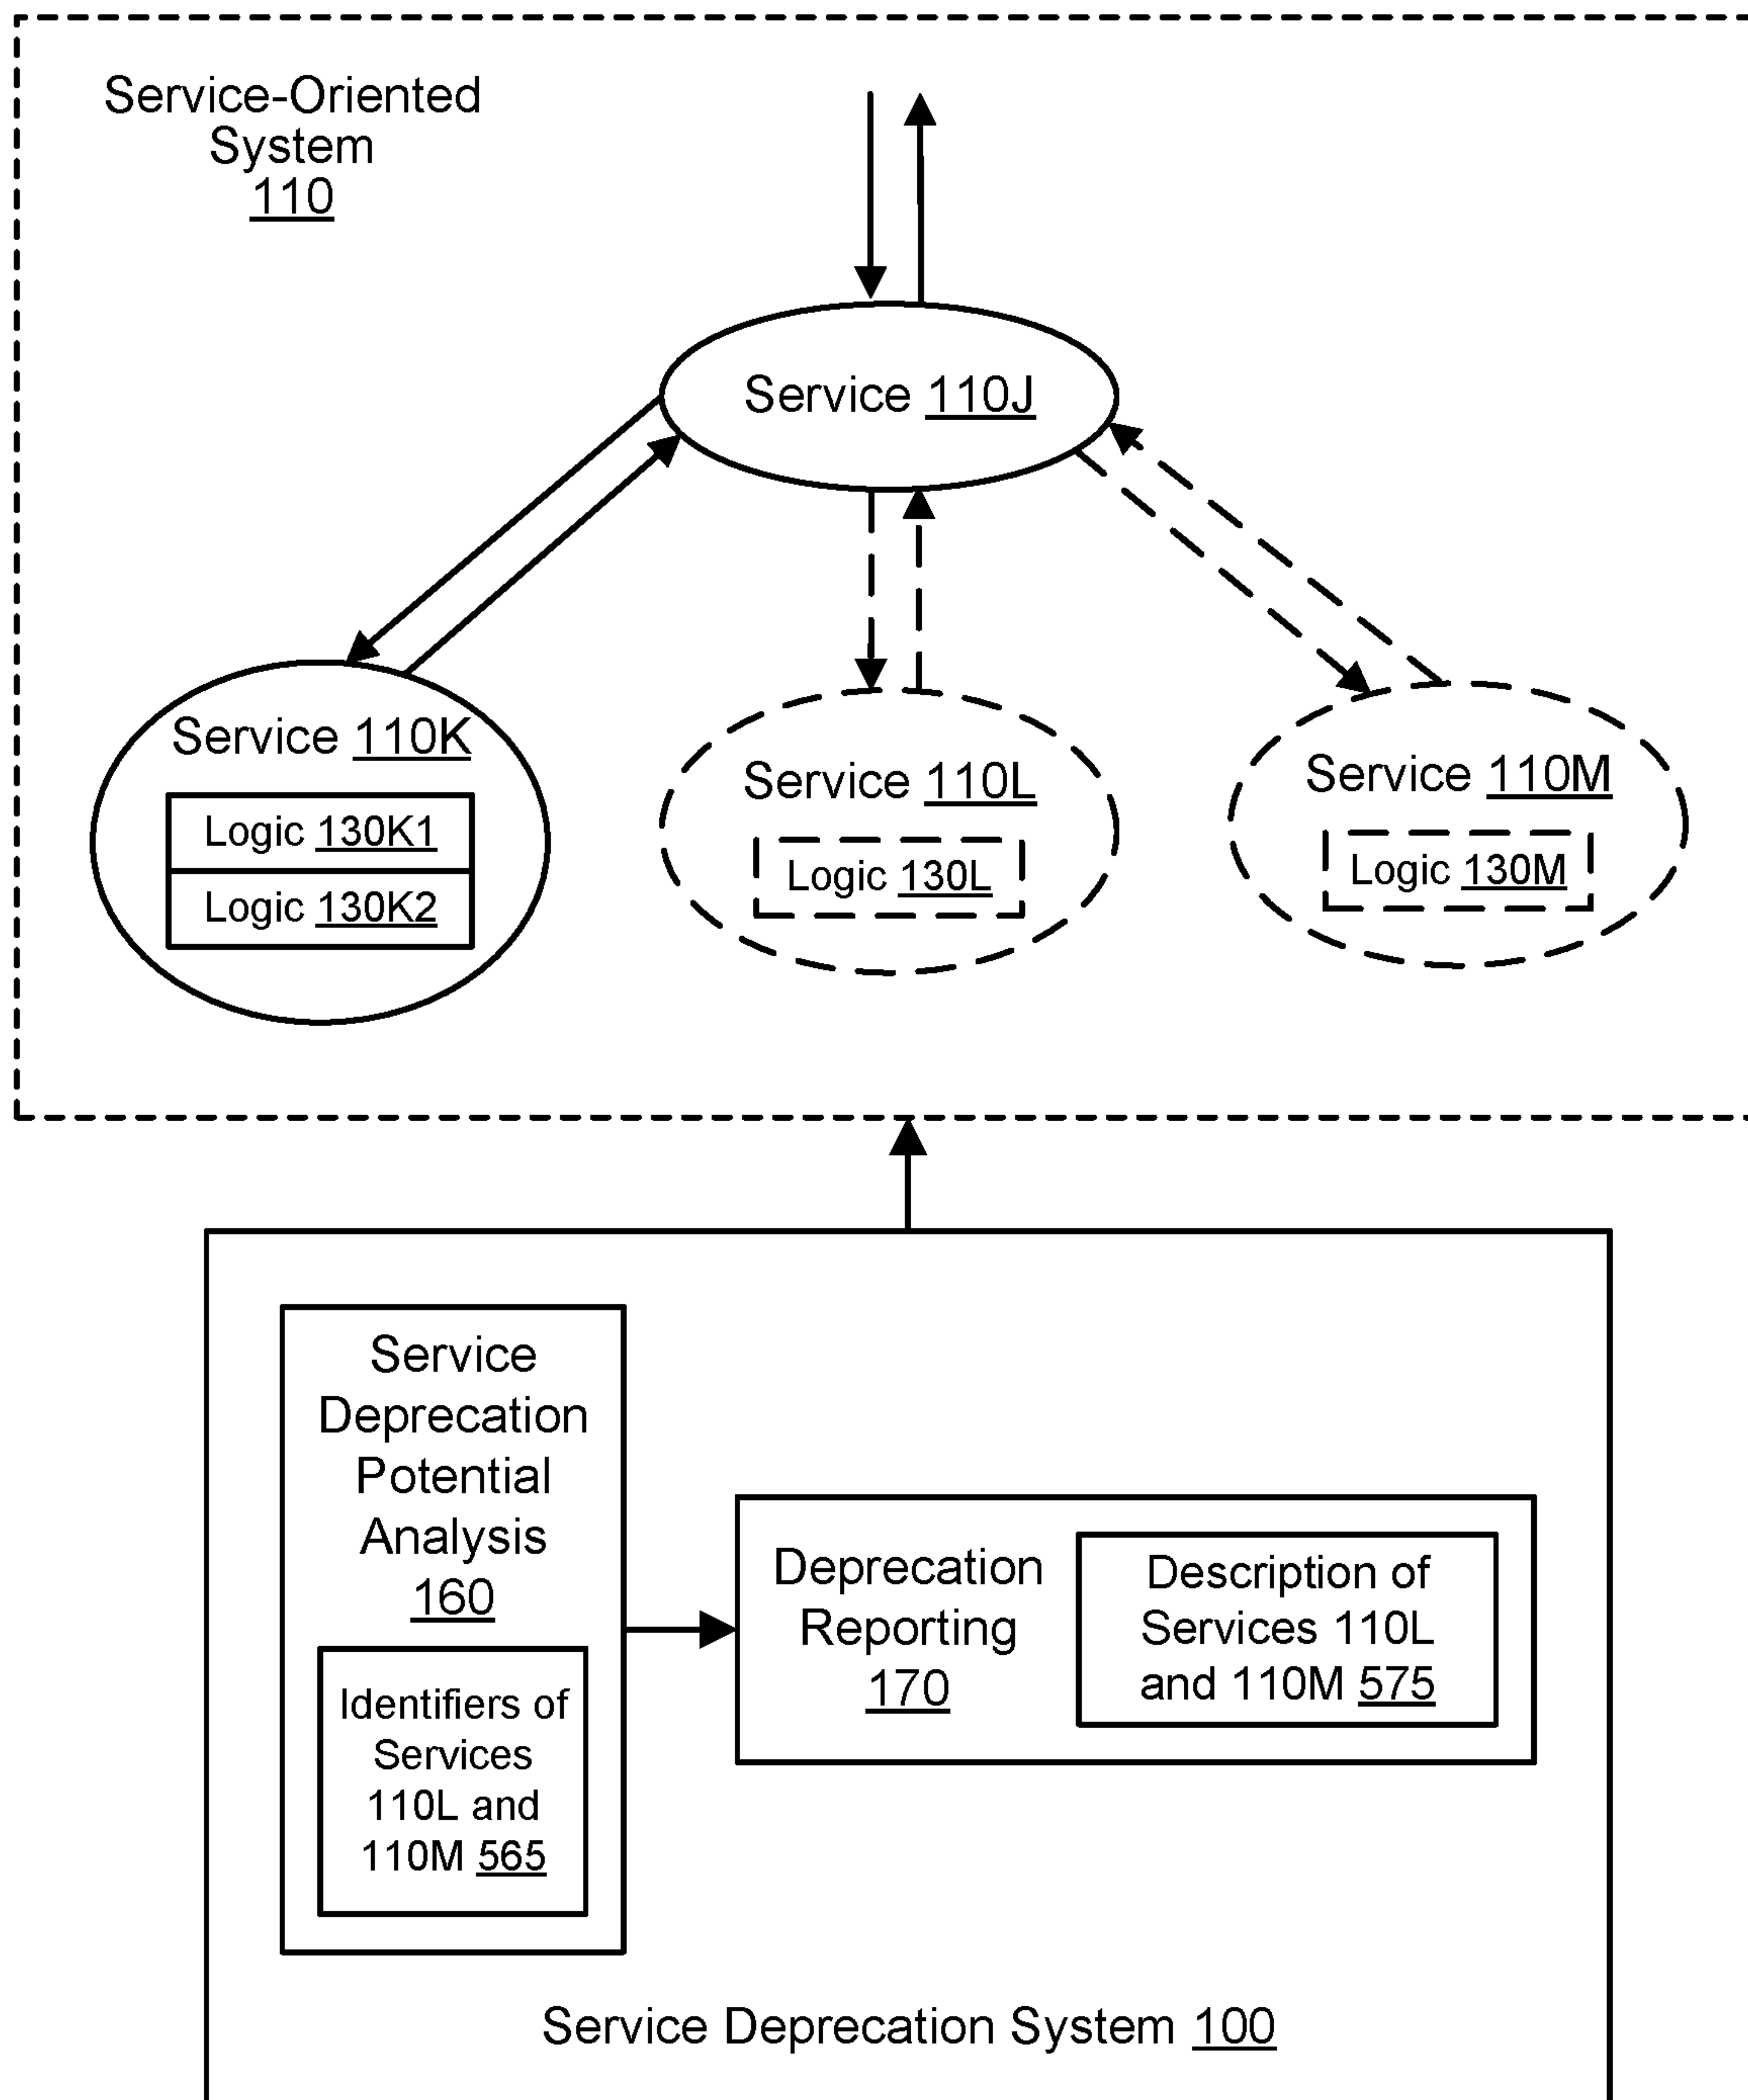 Service-Oriented
System
110
Service 110J
Service 110K
Logic 130K1
Logic 130K2
Service 110L
Logic 130L
Service 110M
Logic 130M
Service
Deprecation
Potential
Analysis
160
Identifiers of
Services
110L and
110M 565
Deprecation
Reporting
170
Description of
Services 110L
and 110M 575
Service Deprecation System 100